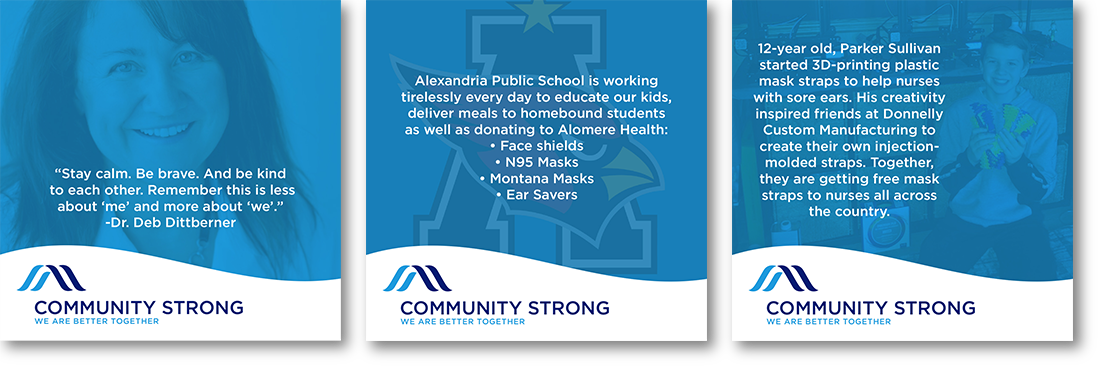 “Stay calm. Be brave. And be kind
to each other. Remember this is less
about ‘me’ and more about ‘we’.”
-Dr. Deb Dittberner
COMMUNITY STRONG
WE ARE BETTER TOGETHER
Alexandria Public School is working
tirelessly every day to educate our kids,
deliver meals to homebound students
as well as donating to Alomere Health:
• Face shields
• N95 Masks
• Montana Masks
• Ear Savers
COMMUNITY STRONG
WE ARE BETTER TOGETHER
12-year old, Parker Sullivan
started 3D-printing plastic
mask straps to help nurses
with sore ears. His creativity
inspired friends at Donnelly
Custom Manufacturing to
create their own injection-
molded straps. Together,
they are getting free mask
straps to nurses all across
the country.
COMMUNITY STRONG
WE ARE BETTER TOGETHER